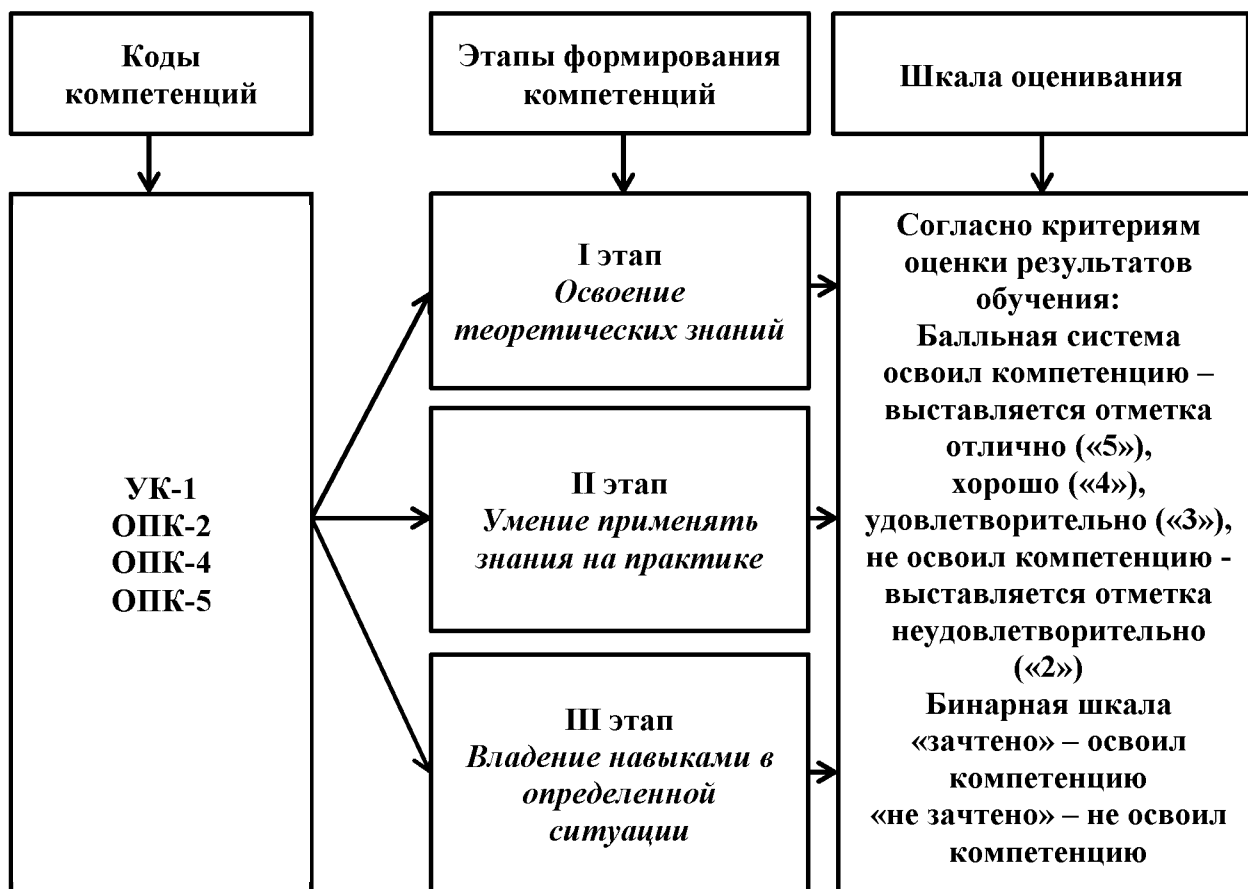 Коды
компетенций
Этапы формирования
компетенций
Шкала оценивания
УК-1
ОПК-2
ОПК-4
ОПК-5
I этап
Освоение
теоретических знаний
II этап
Умение применять
знания на практике
III этап
Владение навыками в
определенной
ситуации
Согласно критериям
оценки результатов
обучения:
Балльная система
освоил компетенцию –
выставляется отметка
отлично («5»),
хорошо («4»),
удовлетворительно («3»),
не освоил компетенцию -
выставляется отметка
неудовлетворительно
(«2»)
Бинарная шкала
«зачтено» – освоил
компетенцию
«не зачтено» – не освоил
компетенцию